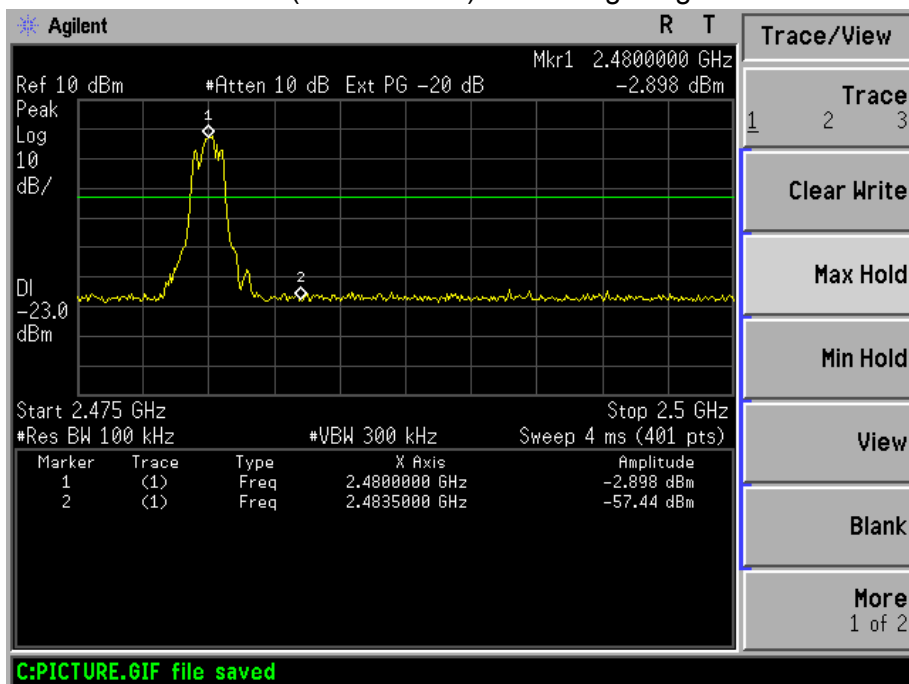 Agilent R T
Mkr1 2.4800000 GHz
Ref 10 dBm #Atten 10 dB Ext PG -20 dB -2.898 dBm
Peak
Log
10
dB/
1
2
DI
-23.0
dBm
Start 2.475 GHz Stop 2.5 GHz
#Res BW 100 kHz #VBW 300 kHz Sweep 4 ms (401 pts)
Marker Trace Type X Axis Amplitude
1 (1) Freq 2.4800000 GHz -2.898 dBm
2 (1) Freq 2.4835000 GHz -57.44 dBm
C:PICTURE.GIF file saved
Trace/View
Trace
1 2 3
Clear Write
Max Hold
Min Hold
View
Blank
More
1 of 2